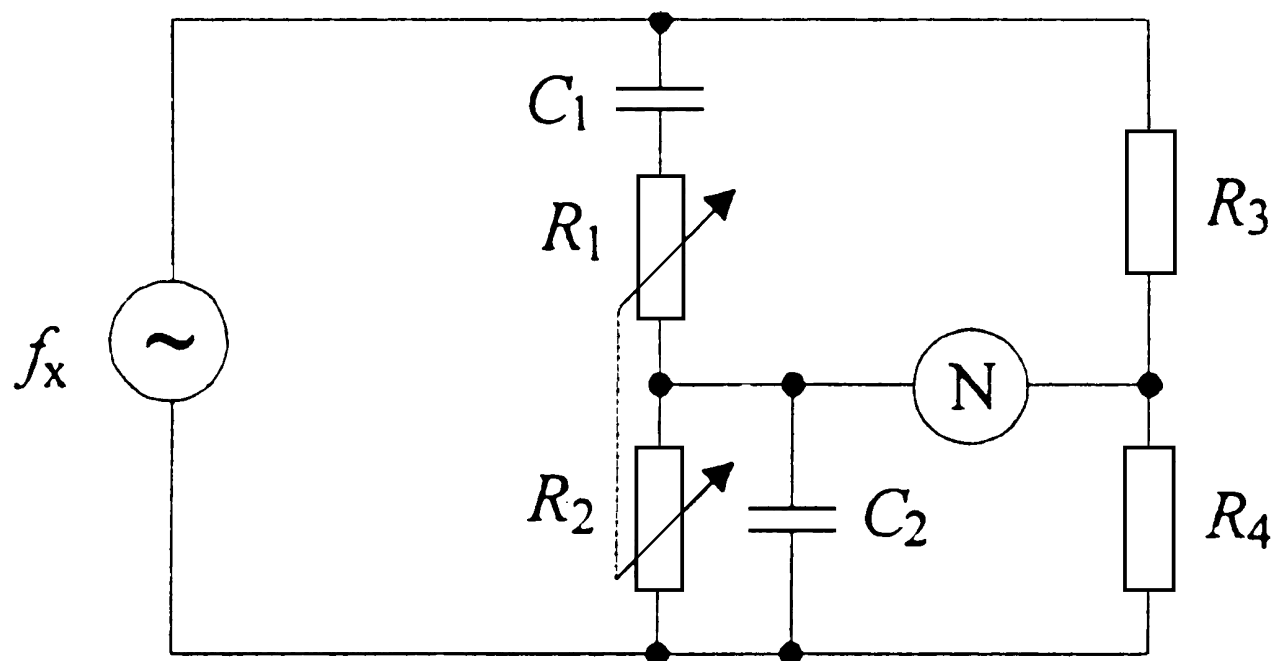 C₁
R₁
R₃
fₓ
~
N
R₂
C₂
R₄